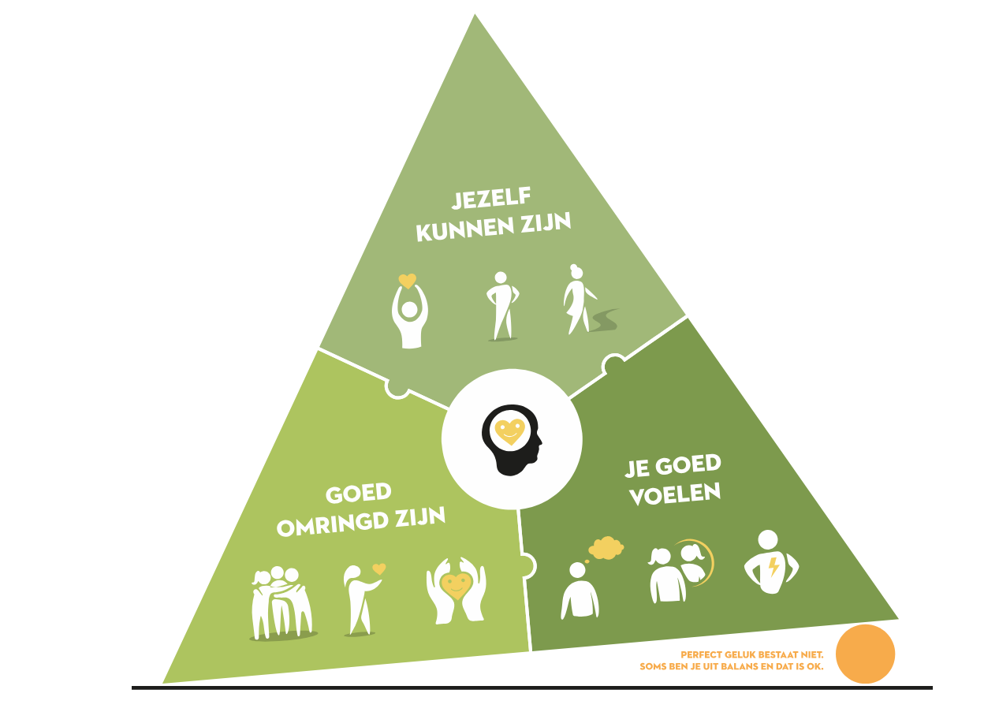 JEZELF
KUNNEN ZIJN
GOED
OMRINGD ZIJN
JE GOED
VOELEN
PERFECT GELUK BESTAAT NIET.
SOMS BEN JE UIT BALANS EN DAT IS OK.